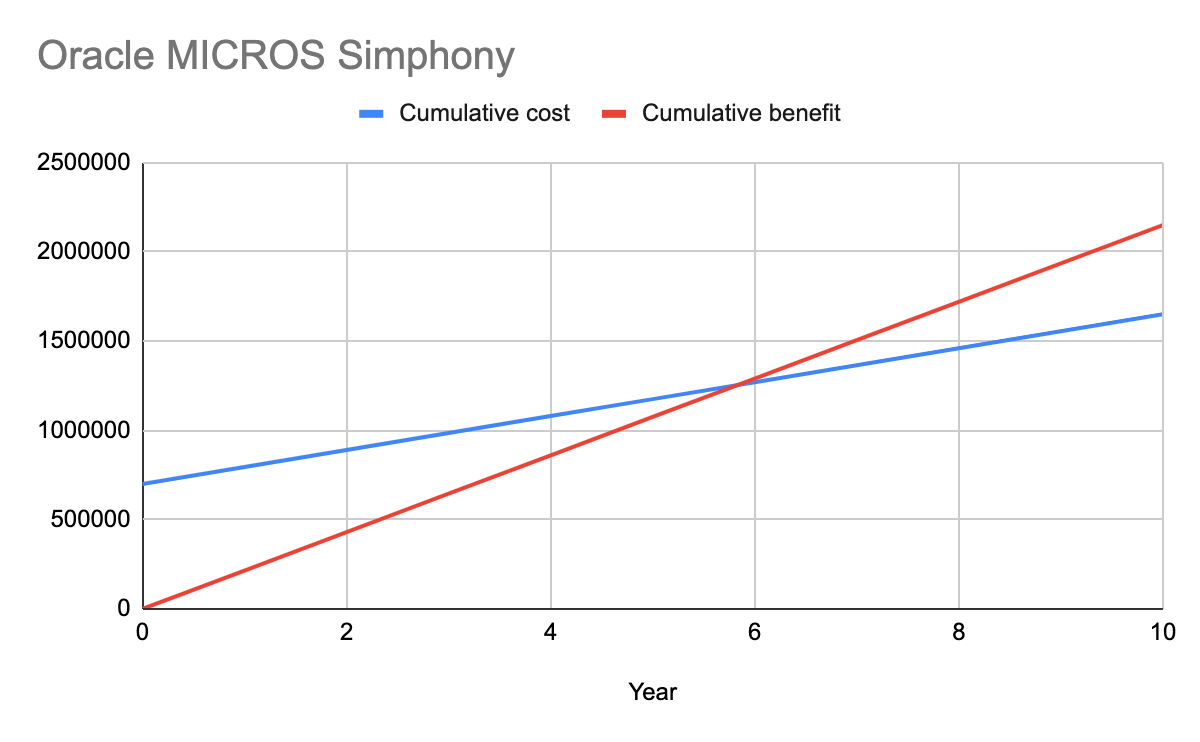 Oracle MICROS Simphony
Cumulative cost Cumulative benefit
2500000
2000000
1500000
1000000
500000
0
0 2 4 6 8 10
Year